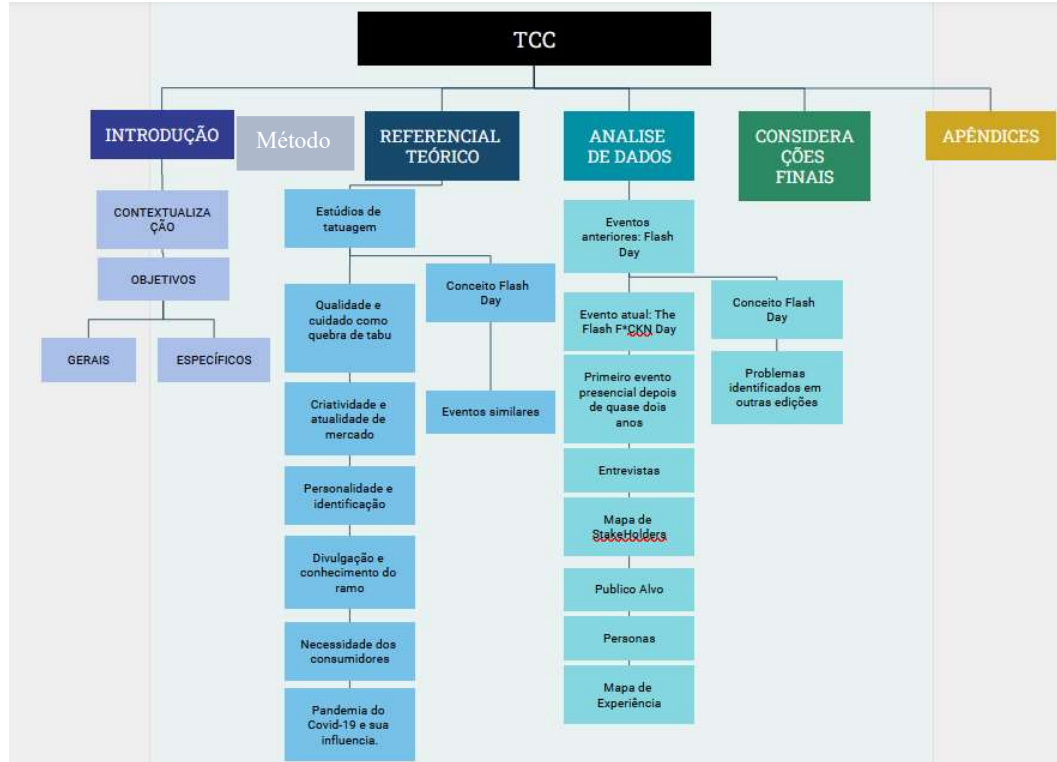 TCC
INTRODUÇÃO
Método
REFERENCIAL
TEÓRICO
ANALISE
DE DADOS
CONSIDERA
ÇÕES
FINAIS
APÊNDICES
CONTEXTUALIZA
ÇÃO
OBJETIVOS
GERAIS
ESPECÍFICOS
Estúdios de
tatuagem
Qualidade e
cuidado como
quebra de tabu
Criatividade e
atualidade de
mercado
Personalidade e
identificação
Divulgação e
conhecimento do
ramo
Necessidade dos
consumidores
Pandemia do
Covid-19 e sua
influencia.
Conceito Flash
Day
Eventos similares
Eventos
anteriores: Flash
Day
Evento atual: The
Flash F*CKN Day
Primeiro evento
presencial depois
de quase dois
anos
Entrevistas
Mapa de
StakeHolders
Publico Alvo
Personas
Mapa de
Experiência
Conceito Flash
Day
Problemas
identificados em
outras edições